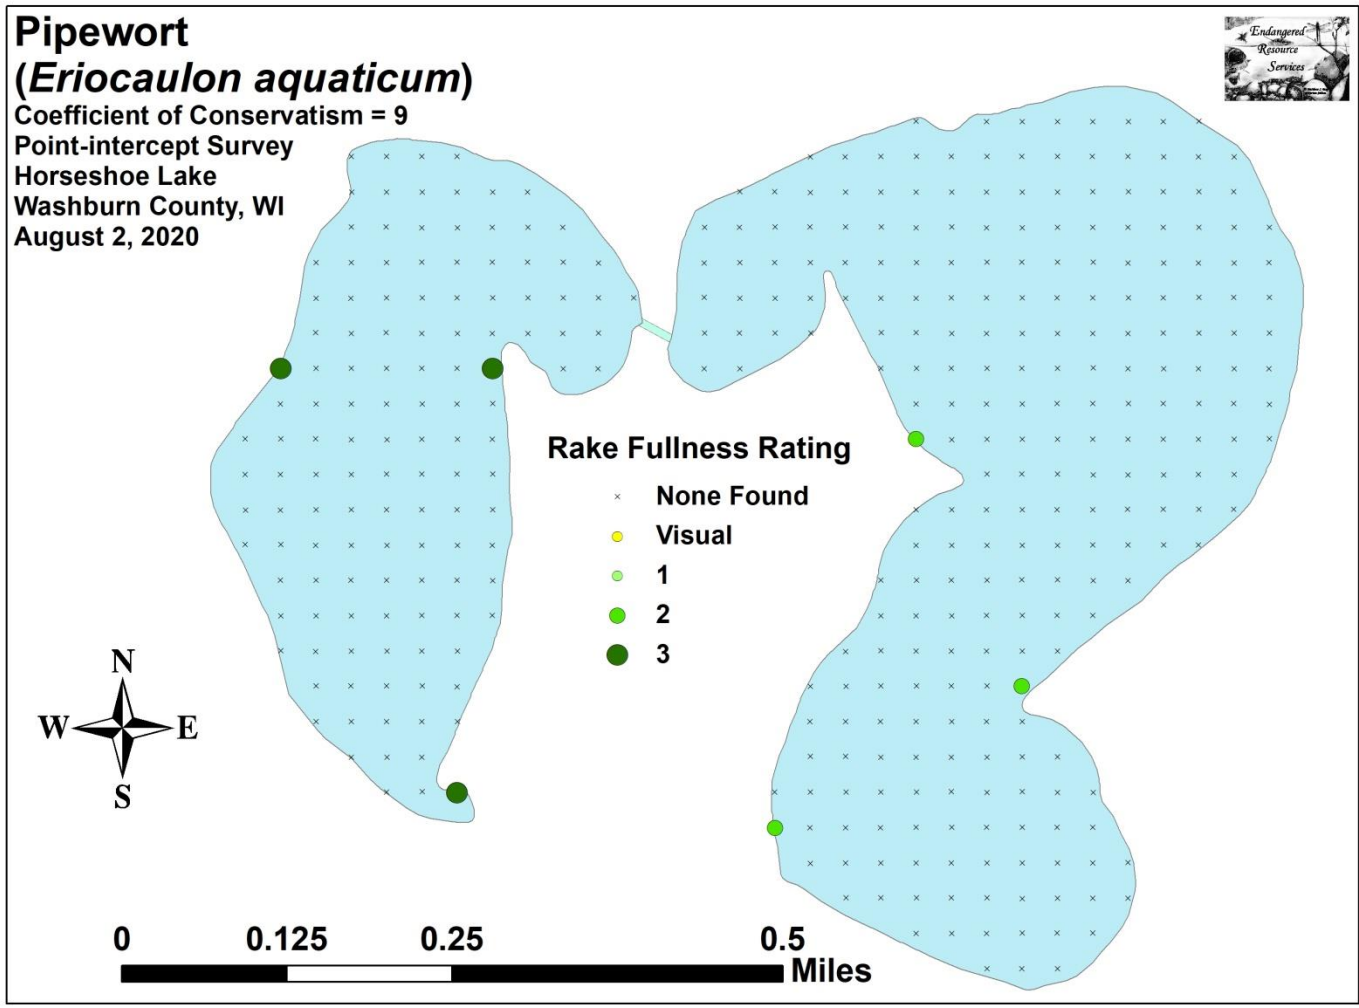 Pipewort
(Eriocaulon aquaticum)
Coefficient of Conservatism = 9
Point-intercept Survey
Horseshoe Lake
Washburn County, WI
August 2, 2020
Endangered
Resource
Services
Rake Fullness Rating
None Found
Visual
1
2
3
N
W E
S
0 0.125 0.25 0.5
Miles